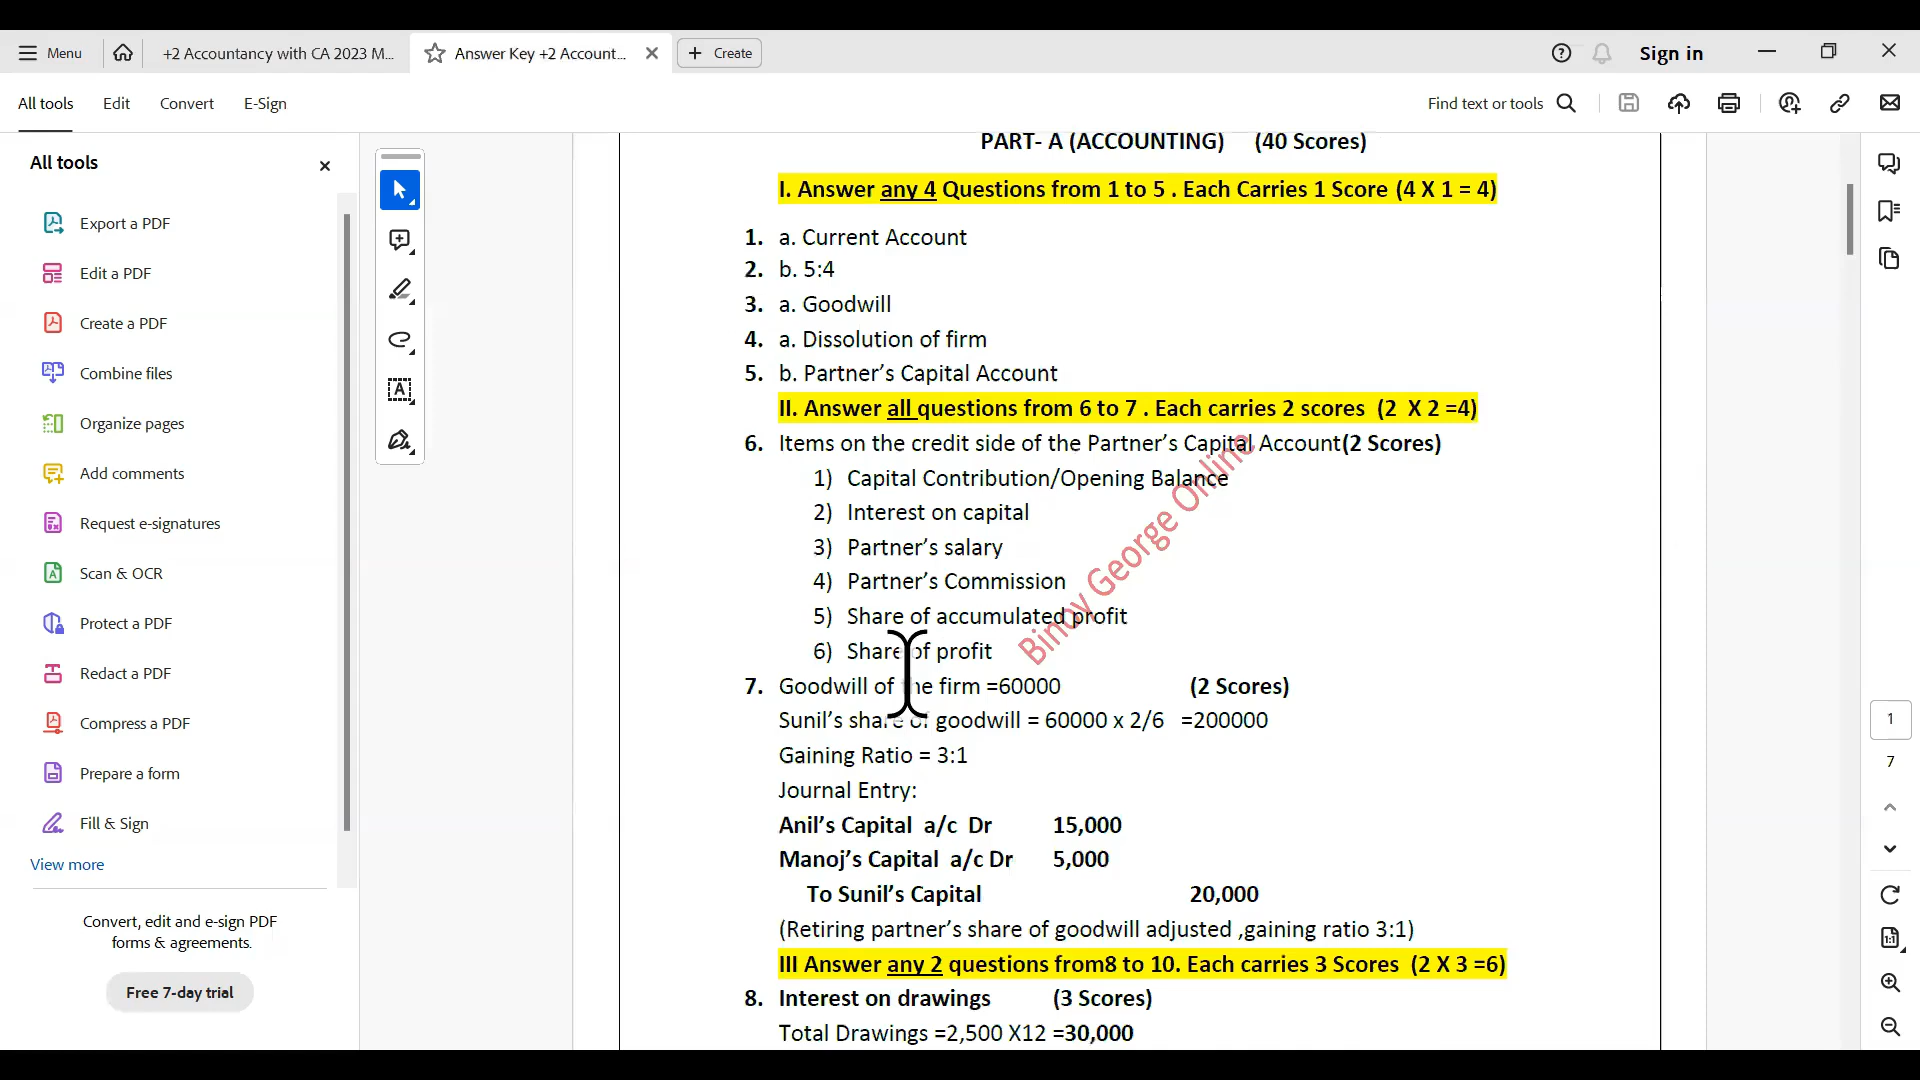 Menu
+2 Accountancy with CA 2023 M...
Answer Key +2 Account...
Create
Sign in
All tools
Edit
Convert
E-Sign
Find text or tools
All tools
Export a PDF
Edit a PDF
Create a PDF
Combine files
Organize pages
Add comments
Request e-signatures
Scan & OCR
Protect a PDF
Redact a PDF
Compress a PDF
Prepare a form
Fill & Sign
View more
Convert, edit and e-sign PDF
forms & agreements.
Free 7-day trial
PART- A (ACCOUNTING) (40 Scores)
I. Answer any 4 Questions from 1 to 5 . Each Carries 1 Score (4 X 1 = 4)
1. a. Current Account
2. b. 5:4
3. a. Goodwill
4. a. Dissolution of firm
5. b. Partner’s Capital Account
II. Answer all questions from 6 to 7 . Each carries 2 scores (2 X 2 =4)
6. Items on the credit side of the Partner’s Capital Account(2 Scores)
1) Capital Contribution/Opening Balance
2) Interest on capital
3) Partner’s salary
4) Partner’s Commission
5) Share of accumulated profit
6) Share of profit
7. Goodwill of the firm =60000 (2 Scores)
Sunil’s share of goodwill = 60000 x 2/6 =200000
Gaining Ratio = 3:1
Journal Entry:
Anil’s Capital a/c Dr 15,000
Manoj’s Capital a/c Dr 5,000
To Sunil’s Capital 20,000
(Retiring partner’s share of goodwill adjusted ,gaining ratio 3:1)
III Answer any 2 questions from8 to 10. Each carries 3 Scores (2 X 3 =6)
8. Interest on drawings (3 Scores)
Total Drawings =2,500 X12 =30,000
Binoy George Online
1
7